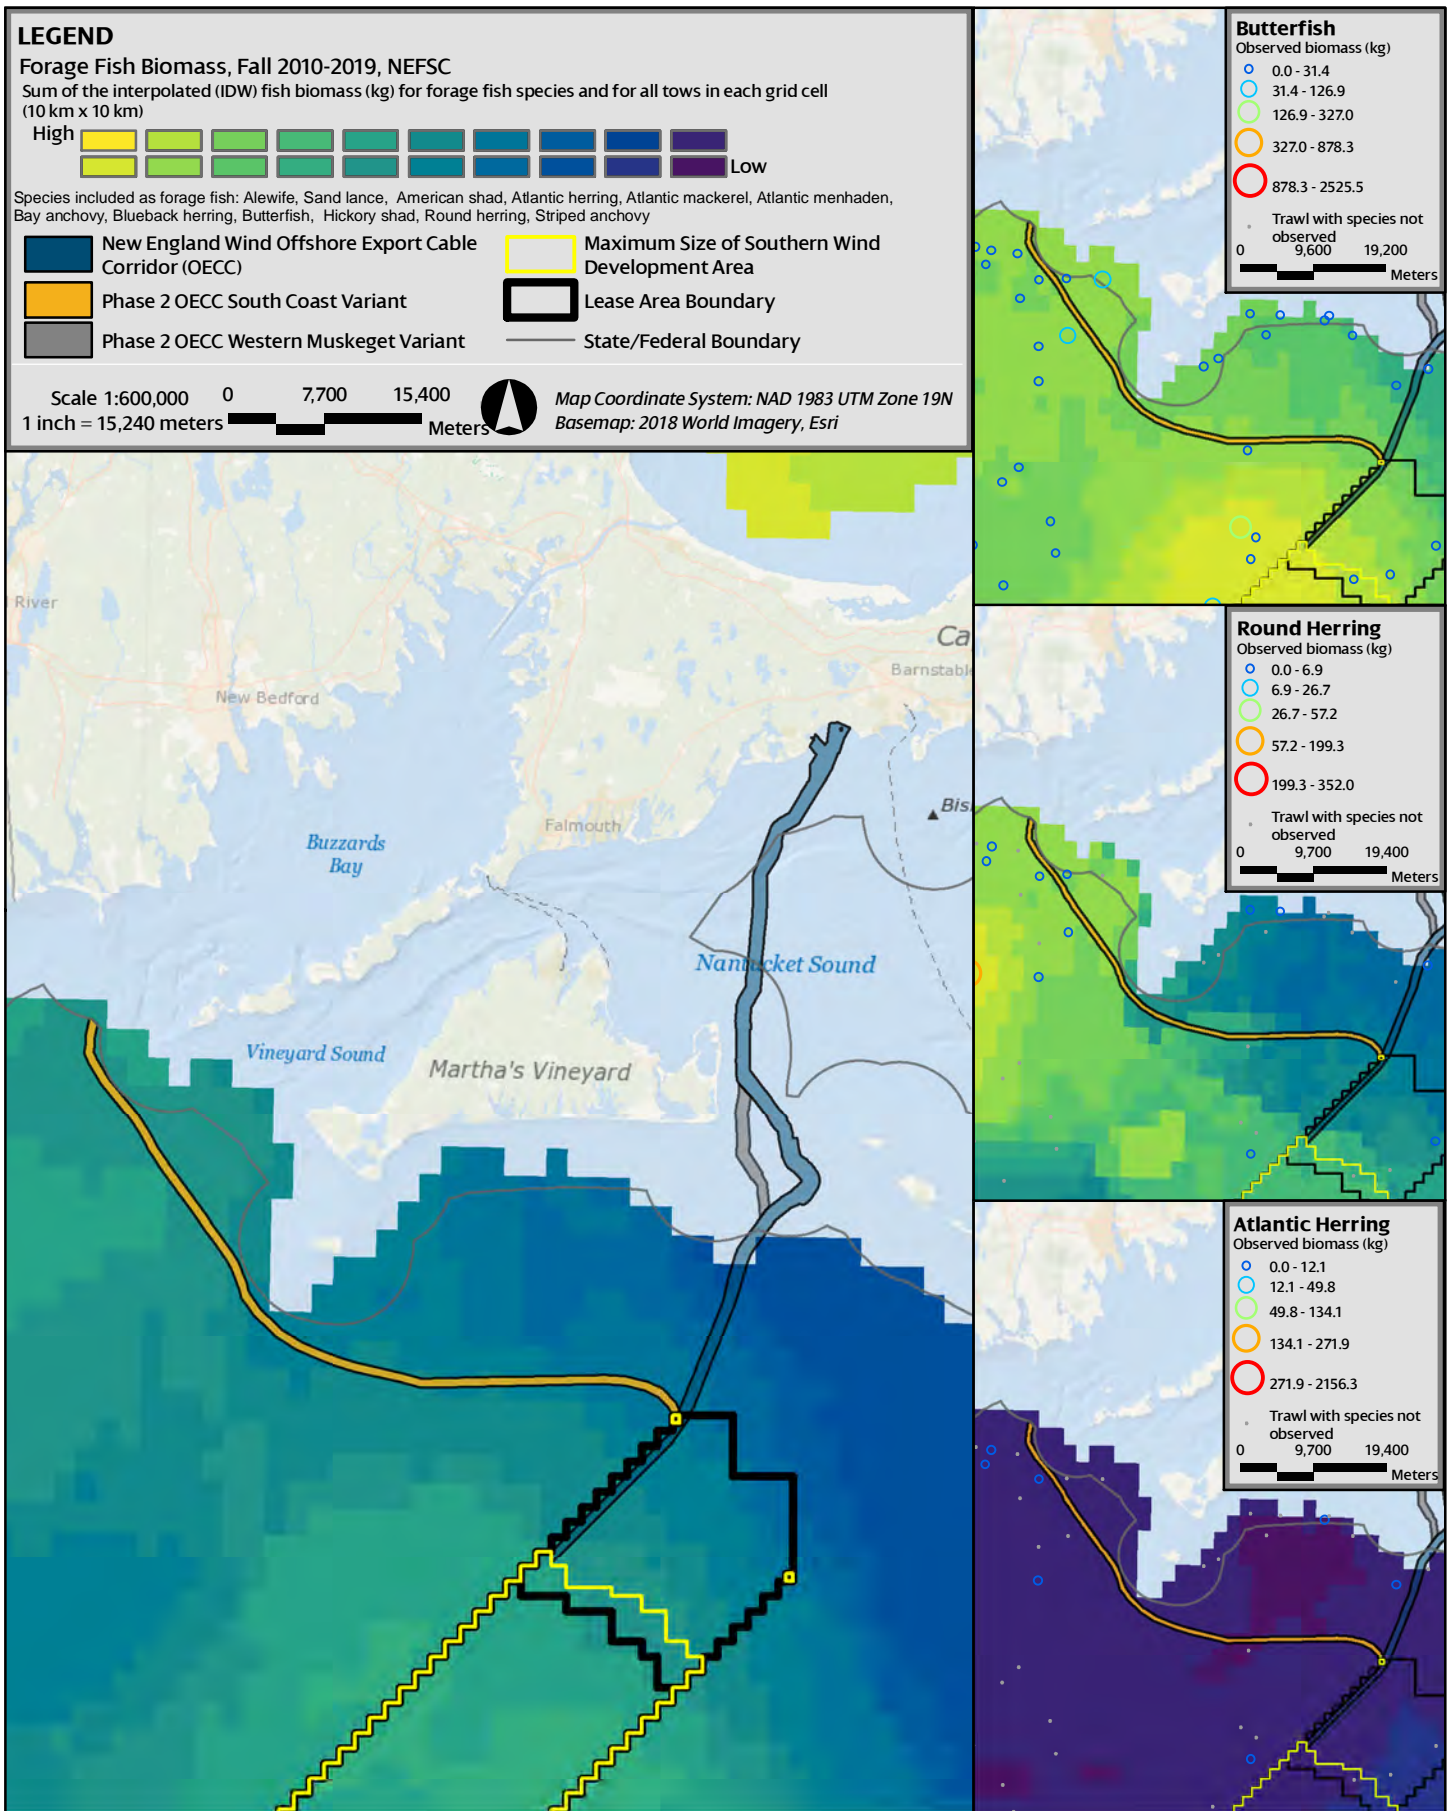 LEGEND
Forage Fish Biomass, Fall 2010-2019, NEFSC
Sum of the interpolated (IDW) fish biomass (kg) for forage fish species and for all tows in each grid cell
(10 km x 10 km)
High
Low
Species included as forage fish: Alewife, Sand lance, American shad, Atlantic herring, Atlantic mackerel, Atlantic menhaden,
Bay anchovy, Blueback herring, Butterfish, Hickory shad, Round herring, Striped anchovy
New England Wind Offshore Export Cable
Corridor (OECC)
Phase 2 OECC South Coast Variant
Phase 2 OECC Western Muskeget Variant
Maximum Size of Southern Wind
Development Area
Lease Area Boundary
State/Federal Boundary
Scale 1:600,000
1 inch = 15,240 meters
0 7,700 15,400
Meters
Map Coordinate System: NAD 1983 UTM Zone 19N
Basemap: 2018 World Imagery, Esri
River
New Bedford
Ca
Barnstabl
Falmouth
Bis
Buzzards
Bay
Nantucket Sound
Vineyard Sound
Martha's Vineyard
Butterfish
Observed biomass (kg)
0.0 - 31.4
31.4 - 126.9
126.9 - 327.0
327.0 - 878.3
878.3 - 2525.5
Trawl with species not
observed
0 9,600 19,200
Meters
Round Herring
Observed biomass (kg)
0.0 - 6.9
6.9 - 26.7
26.7 - 57.2
57.2 - 199.3
199.3 - 352.0
Trawl with species not
observed
0 9,700 19,400
Meters
Atlantic Herring
Observed biomass (kg)
0.0 - 12.1
12.1 - 49.8
49.8 - 134.1
134.1 - 271.9
271.9 - 2156.3
Trawl with species not
observed
0 9,700 19,400
Meters